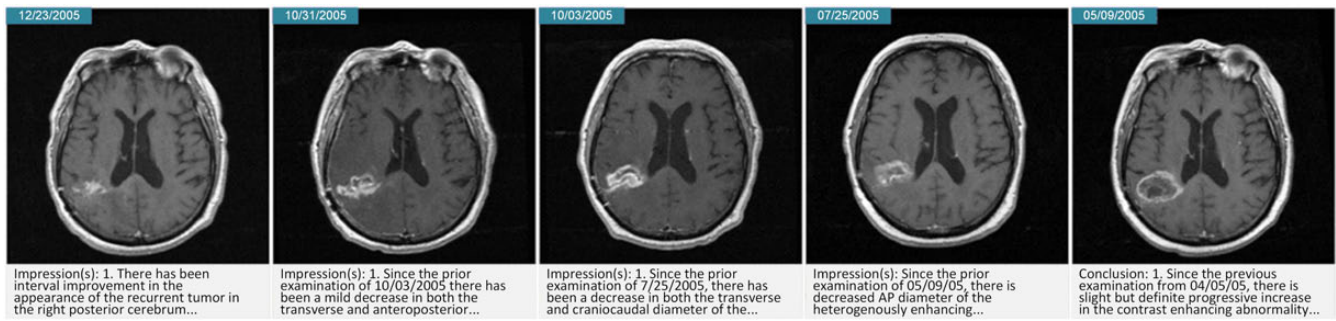 12/23/2005
Impression(s): 1. There has been
interval improvement in the
appearance of the recurrent tumor in
the right posterior cerebrum...
10/31/2005
Impression(s): 1. Since the prior
examination of 10/03/2005 there has
been a mild decrease in both the
transverse and anteroposterior...
10/03/2005
Impression(s): 1. Since the prior
examination of 7/25/2005, there has
been a decrease in both the transverse
and craniocaudal diameter of the...
07/25/2005
Impression(s): Since the prior
examination of 05/09/05, there is
decreased AP diameter of the
heterogenously enhancing...
05/09/2005
Conclusion: 1. Since the previous
examination from 04/05/05, there is
slight but definite progressive increase
in the contrast enhancing abnormality...